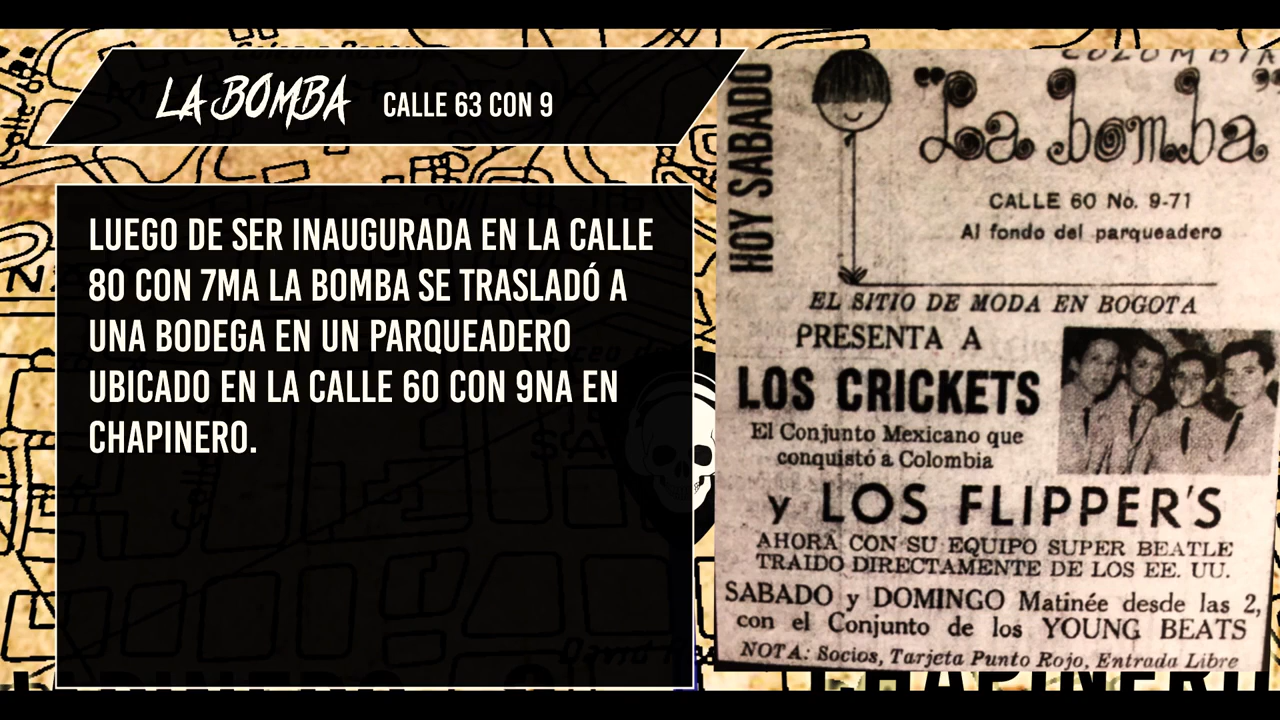 LA BOMBA CALLE 63 CON 9
LUEGO DE SER INAUGURADA EN LA CALLE
80 CON 7MA LA BOMBA SE TRASLADÓ A
UNA BODEGA EN UN PARQUEADERO
UBICADO EN LA CALLE 60 CON 9NA EN
CHAPINERO.
COLOMBIA
HOY SABADO
"La bomba"
CALLE 60 No. 9-71
Al fondo del parqueadero
EL SITIO DE MODA EN BOGOTA
PRESENTA A
LOS CRICKETS
El Conjunto Mexicano que
conquistó a Colombia
y LOS FLIPPER'S
AHORA CON SU EQUIPO SUPER BEATLE
TRAIDO DIRECTAMENTE DE LOS EE. UU.
SABADO y DOMINGO Matinée desde las 2,
con el Conjunto de los YOUNG BEATS
NOTA: Socios, Tarjeta Punto Rojo, Entrada Libre
CHAPINERO